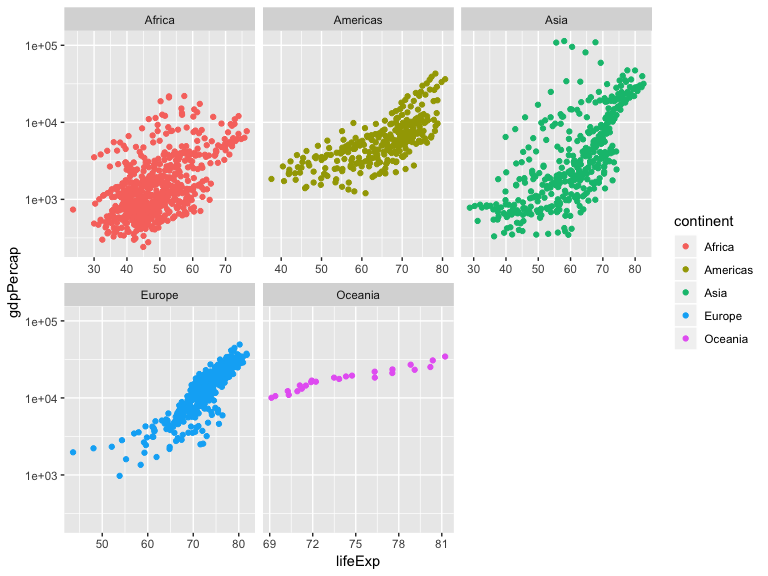 Africa Americas Asia
1e+05
1e+04
1e+03
30 40 50 60 70 40 50 60 70 80 30 40 50 60 70 80
gdpPercap
Europe Oceania
1e+05
1e+04
1e+03
50 60 70 80 69 72 75 78 81
lifeExp
continent
Africa
Americas
Asia
Europe
Oceania